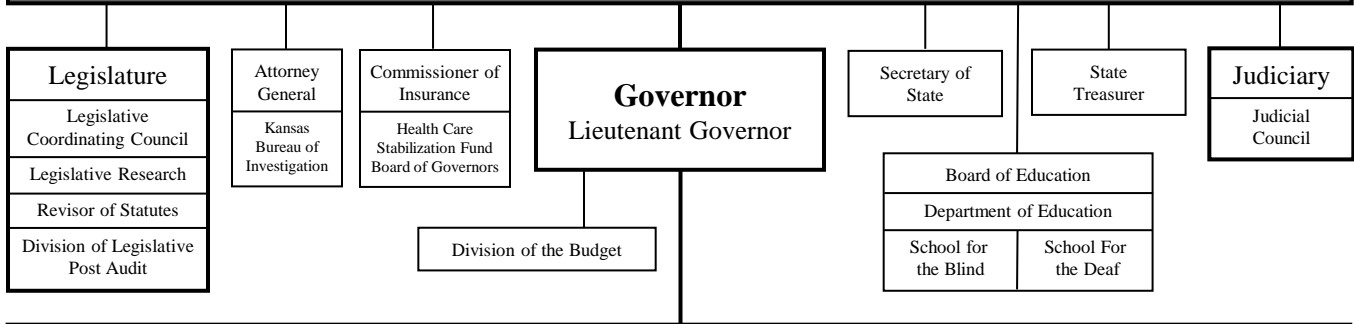 Legislature
Legislative
Coordinating Council
Legislative Research
Revisor of Statutes
Division of Legislative
Post Audit
Attorney
General
Kansas
Bureau of
Investigation
Commissioner of
Insurance
Health Care
Stabilization Fund
Board of Governors
Governor
Lieutenant Governor
Division of the Budget
Secretary of
State
Board of Education
Department of Education
School for
the Blind
School For
the Deaf
State
Treasurer
Judiciary
Judicial
Council